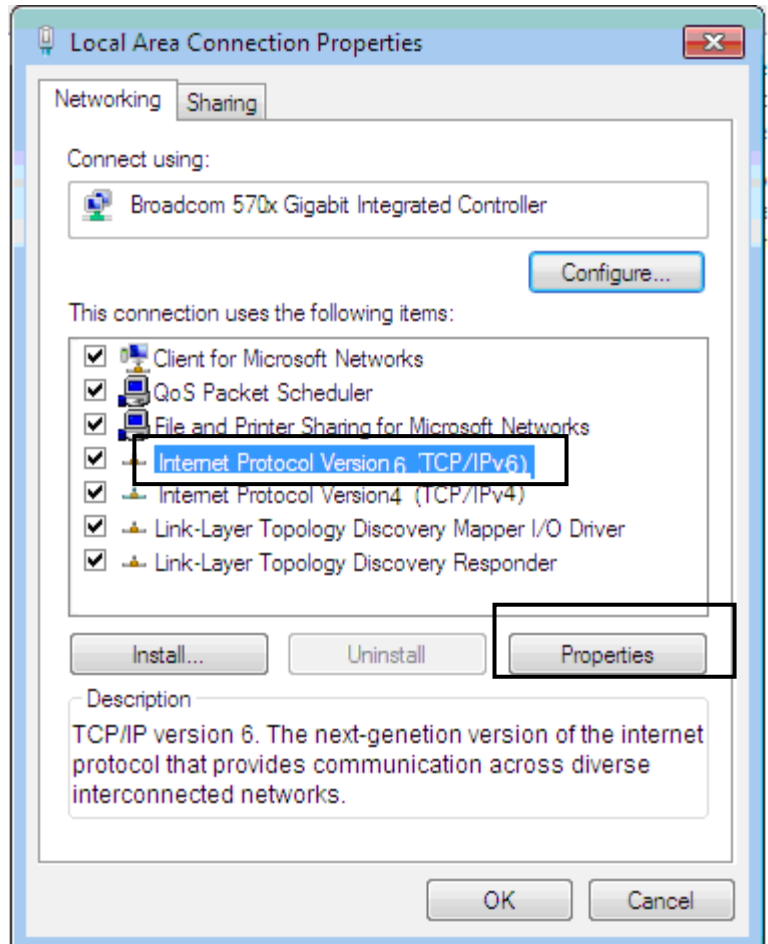 Local Area Connection Properties
Networking
Sharing
Connect using:
Broadcom 570x Gigabit Integrated Controller
Configure...
This connection uses the following items:
Client for Microsoft Networks
QoS Packet Scheduler
File and Printer Sharing for Microsoft Networks
Internet Protocol Version 6 (TCP/IPv6)
Internet Protocol Version4 (TCP/IPv4)
Link-Layer Topology Discovery Mapper I/O Driver
Link-Layer Topology Discovery Responder
Install...
Uninstall
Properties
Description
TCP/IP version 6. The next-genetion version of the internet
protocol that provides communication across diverse
interconnected networks.
OK
Cancel